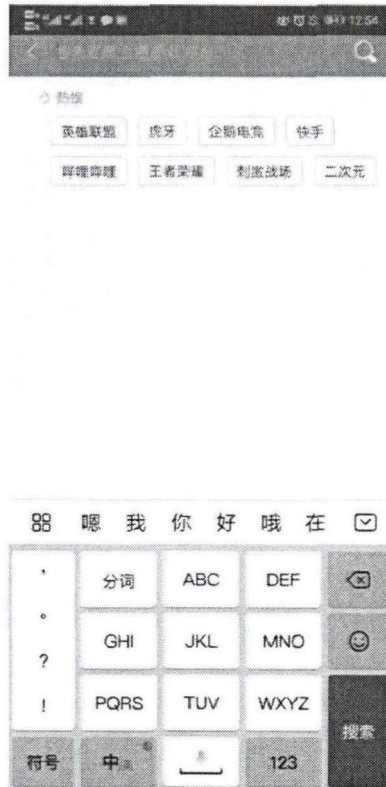 12:54
热搜
英雄联盟 虎牙 企鹅电竞 快手
哔哩哔哩 王者荣耀 刺激战场 二次元
嗯 我 你 好 哦 在
, 分词 ABC DEF
。
GHI JKL MNO
?
! PQRS TUV WXYZ
搜索
符号 中 123